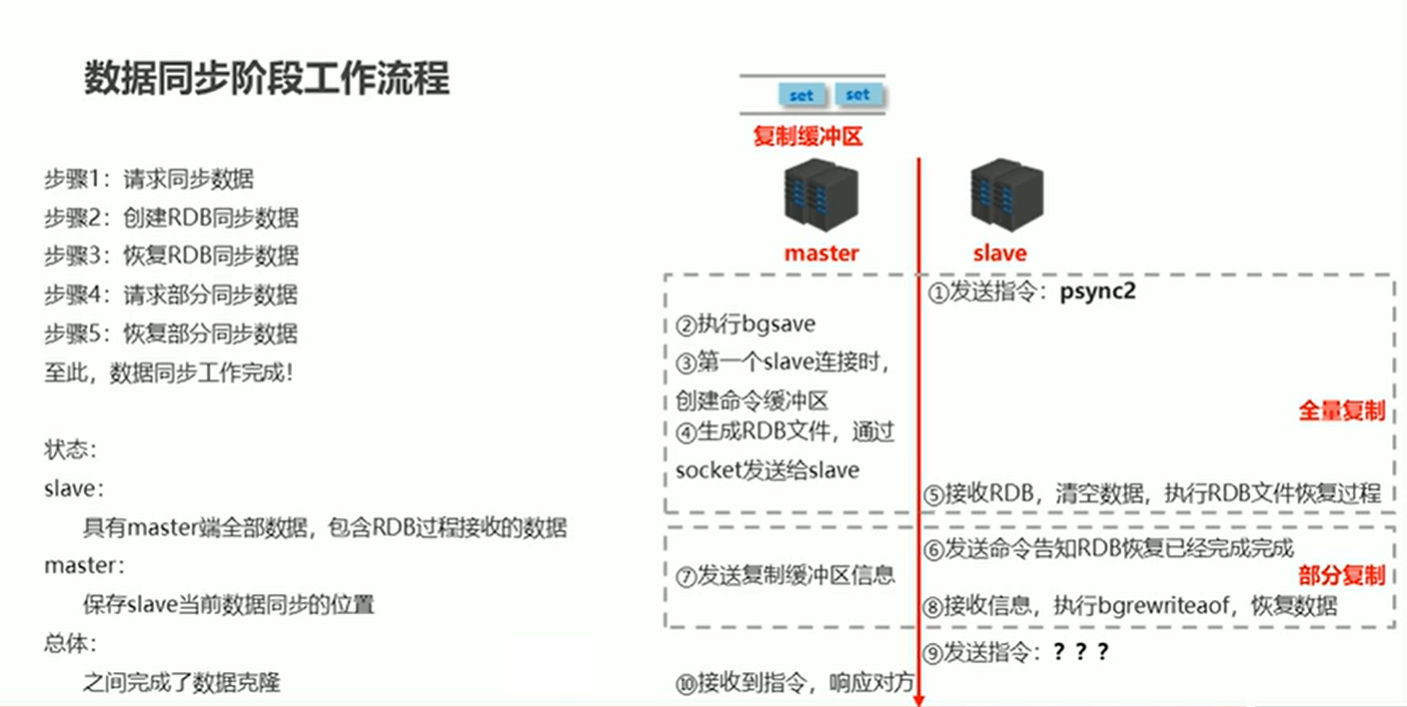 数据同步阶段工作流程
步骤1：请求同步数据
步骤2：创建RDB同步数据
步骤3：恢复RDB同步数据
步骤4：请求部分同步数据
步骤5：恢复部分同步数据
至此，数据同步工作完成！
状态：
slave：
具有master端全部数据，包含RDB过程接收的数据
master：
保存slave当前数据同步的位置
总体：
之间完成了数据克隆
set set
复制缓冲区
master
slave
①发送指令：psync2
②执行bgsave
③第一个slave连接时，
创建命令缓冲区
④生成RDB文件，通过
socket发送给slave
全量复制
⑤接收RDB，清空数据，执行RDB文件恢复过程
⑥发送命令告知RDB恢复已经完成完成
⑦发送复制缓冲区信息
部分复制
⑧接收信息，执行bgrewriteaof，恢复数据
⑨发送指令：？？？
⑩接收到指令，响应对方